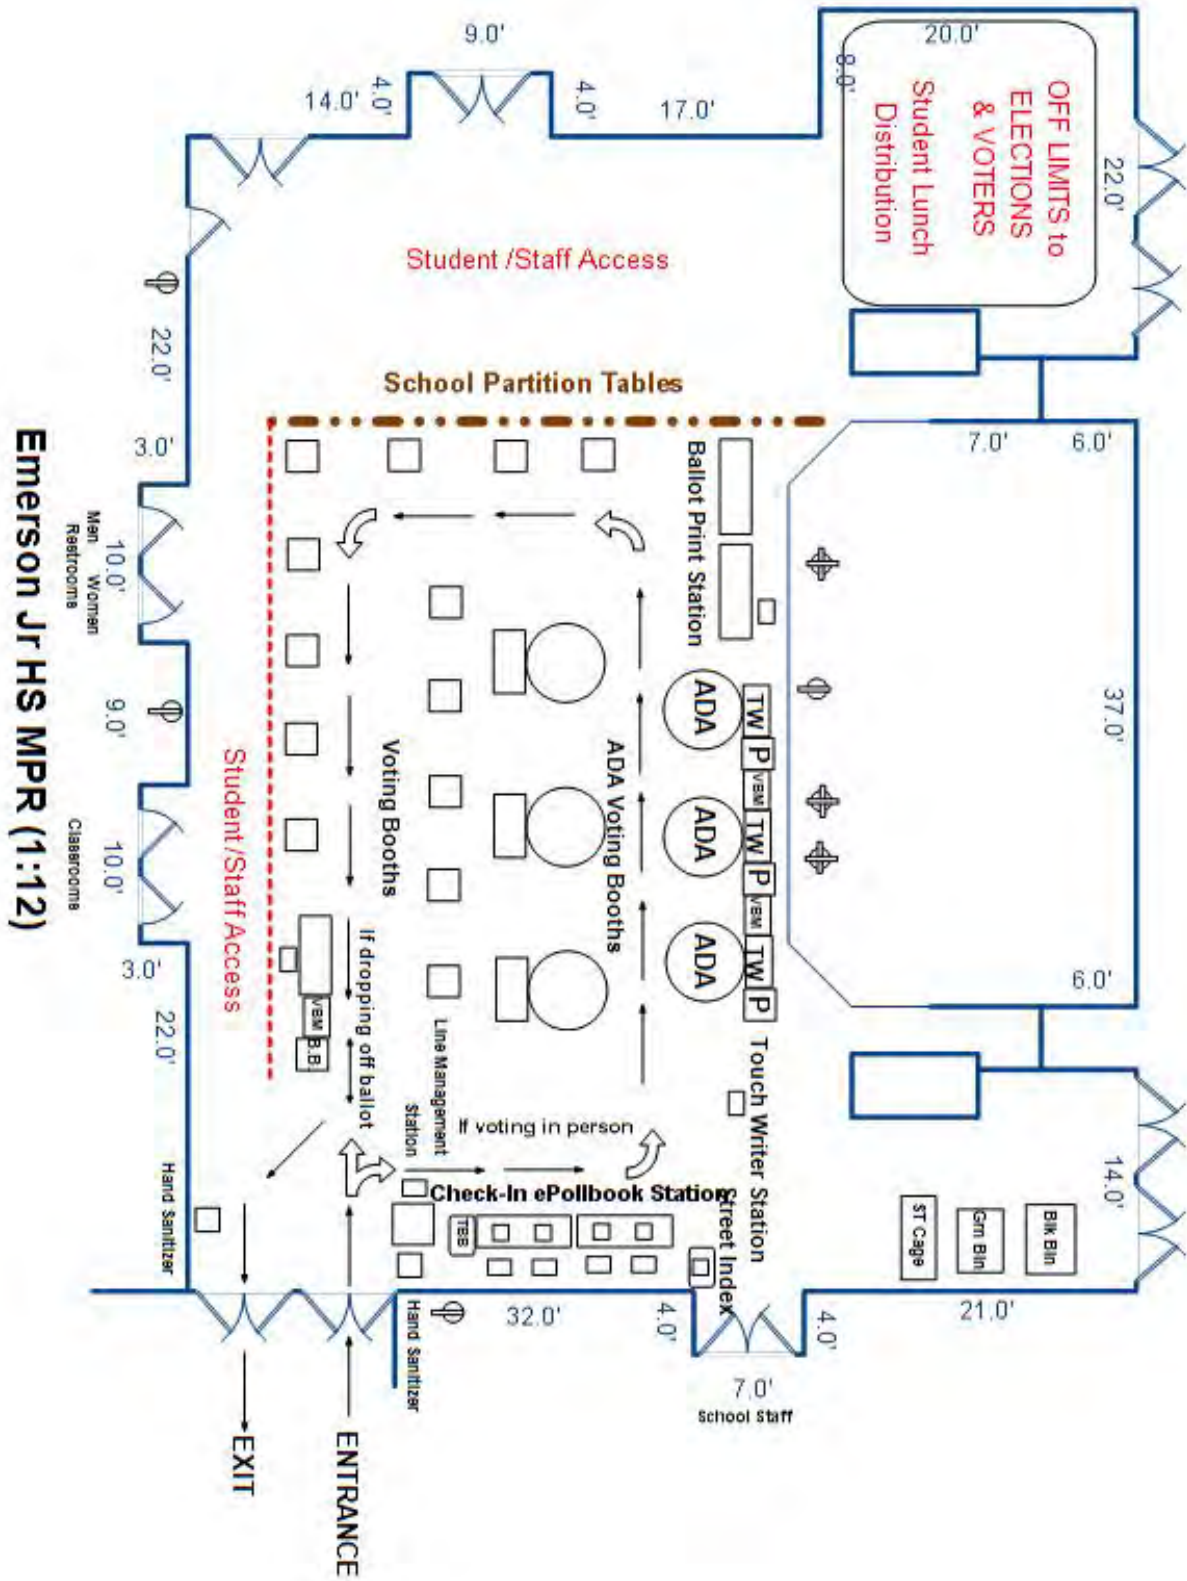 9.0'
20.0'
4.0'
4.0'
14.0'
17.0'
8.0'
OFF LIMITS to
ELECTIONS
& VOTERS
Student Lunch
Distribution
22.0'
Student /Staff Access
22.0'
School Partition Tables
3.0'
7.0'
6.0'
Ballot Print Station
Men Women
Restrooms
10.0'
9.0'
Classrooms
10.0'
3.0'
22.0'
Emerson Jr HS MPR (1:12)
Student /Staff Access
Voting Booths
ADA Voting Booths
ADA
ADA
ADA
TW
P
VBM
TW
P
VBM
TW
P
37.0'
6.0'
VBM
B.B.
If dropping off ballot
Line Management
Station
If voting in person
Touch Writer Station
Check-In ePollbook Station
TBB
Street Index
ST Cage
Grn Bin
Blk Bin
14.0'
Hand Sanitizer
Hand Sanitizer
32.0'
4.0'
4.0'
21.0'
7.0'
School Staff
EXIT
ENTRANCE